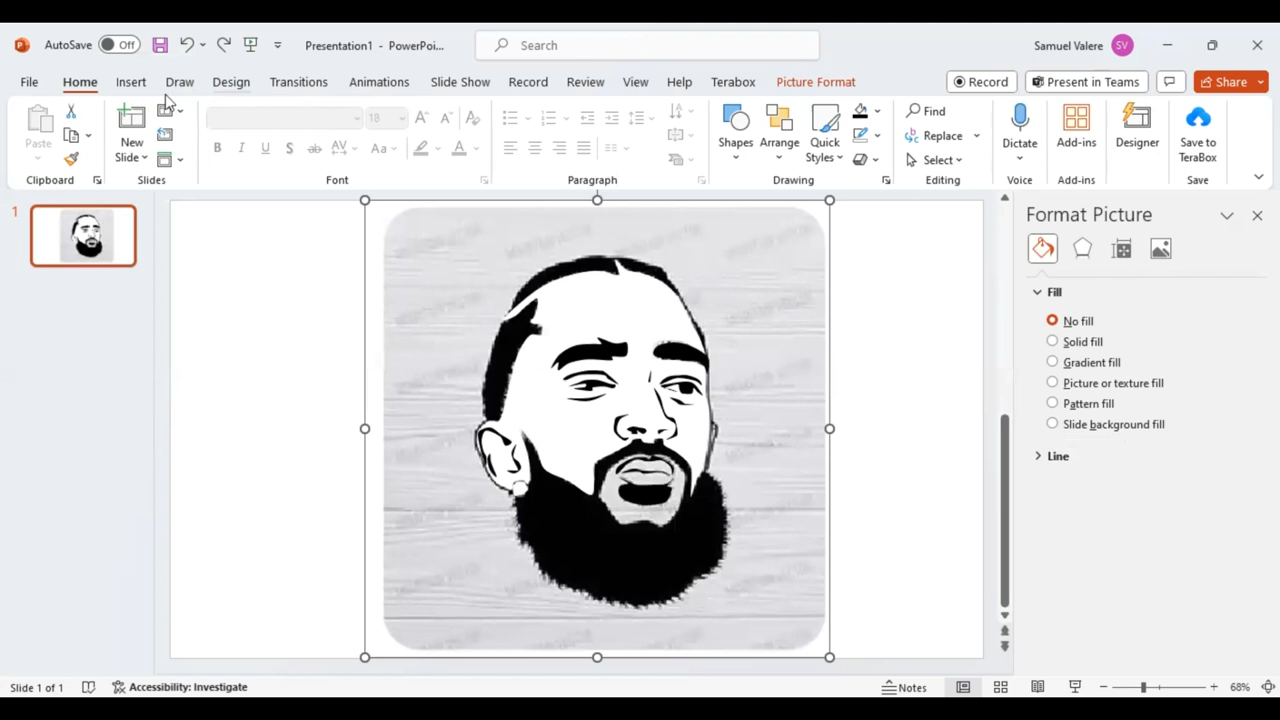 AutoSave Off Presentation1 - PowerPoi... Search Samuel Valere SV
File Home Insert Draw Design Transitions Animations Slide Show Record Review View Help Terabox Picture Format Record Present in Teams Share
Paste New Slide 18 A A A Shapes Arrange Quick Styles Find Replace Select Dictate Add-ins Designer Save to TeraBox
B I U S ab AV Aa A
Clipboard Slides Font Paragraph Drawing Editing Voice Add-ins Save
1
Format Picture
Fill
No fill
Solid fill
Gradient fill
Picture or texture fill
Pattern fill
Slide background fill
Line
Slide 1 of 1 Accessibility: Investigate Notes 68%